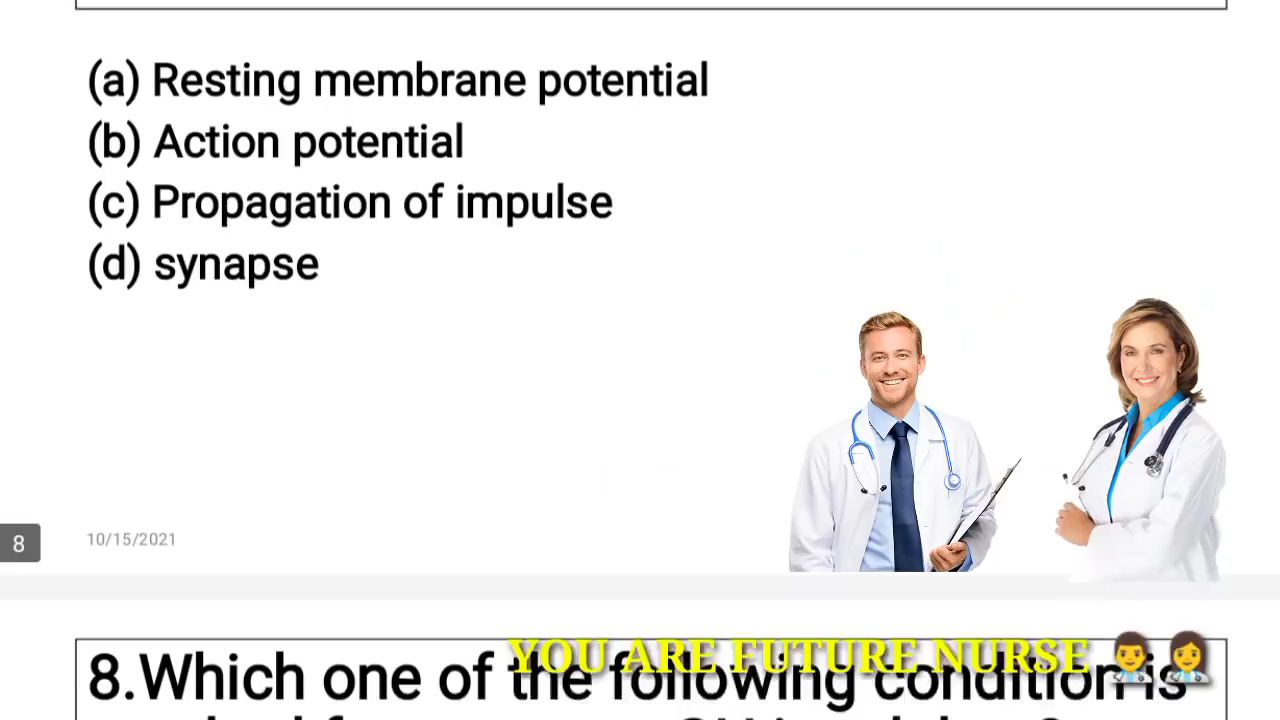 (a) Resting membrane potential
(b) Action potential
(c) Propagation of impulse
(d) synapse
8
10/15/2021
YOU ARE FUTURE NURSE 👨‍⚕️👩‍⚕️
8.Which one of the following condition is